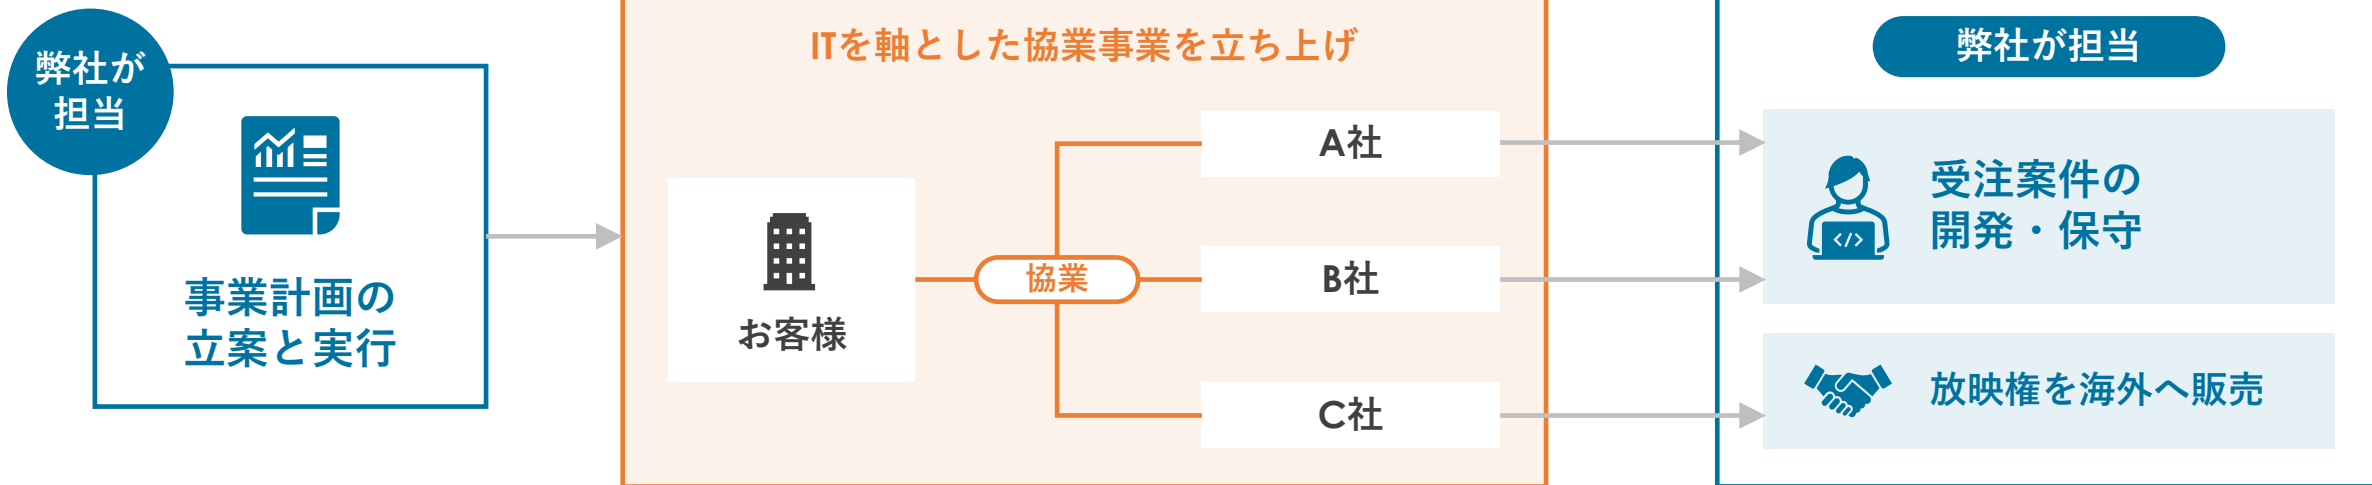 弊社が
担当
事業計画の
立案と実行
ITを軸とした協業事業を立ち上げ
お客様
協業
A社
B社
C社
弊社が担当
受注案件の
開発・保守
放映権を海外へ販売